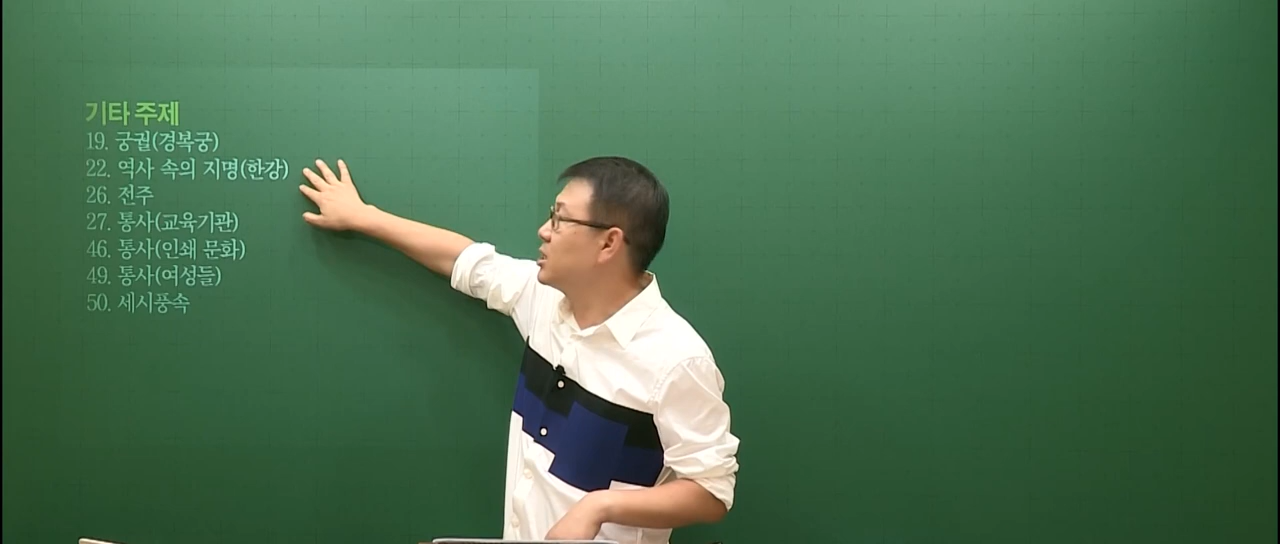 기타 주제
19. 궁궐(경복궁)
22. 역사 속의 지명(한강)
26. 전주
27. 통사(교육기관)
46. 통사(인쇄 문화)
49. 통사(여성들)
50. 세시풍속